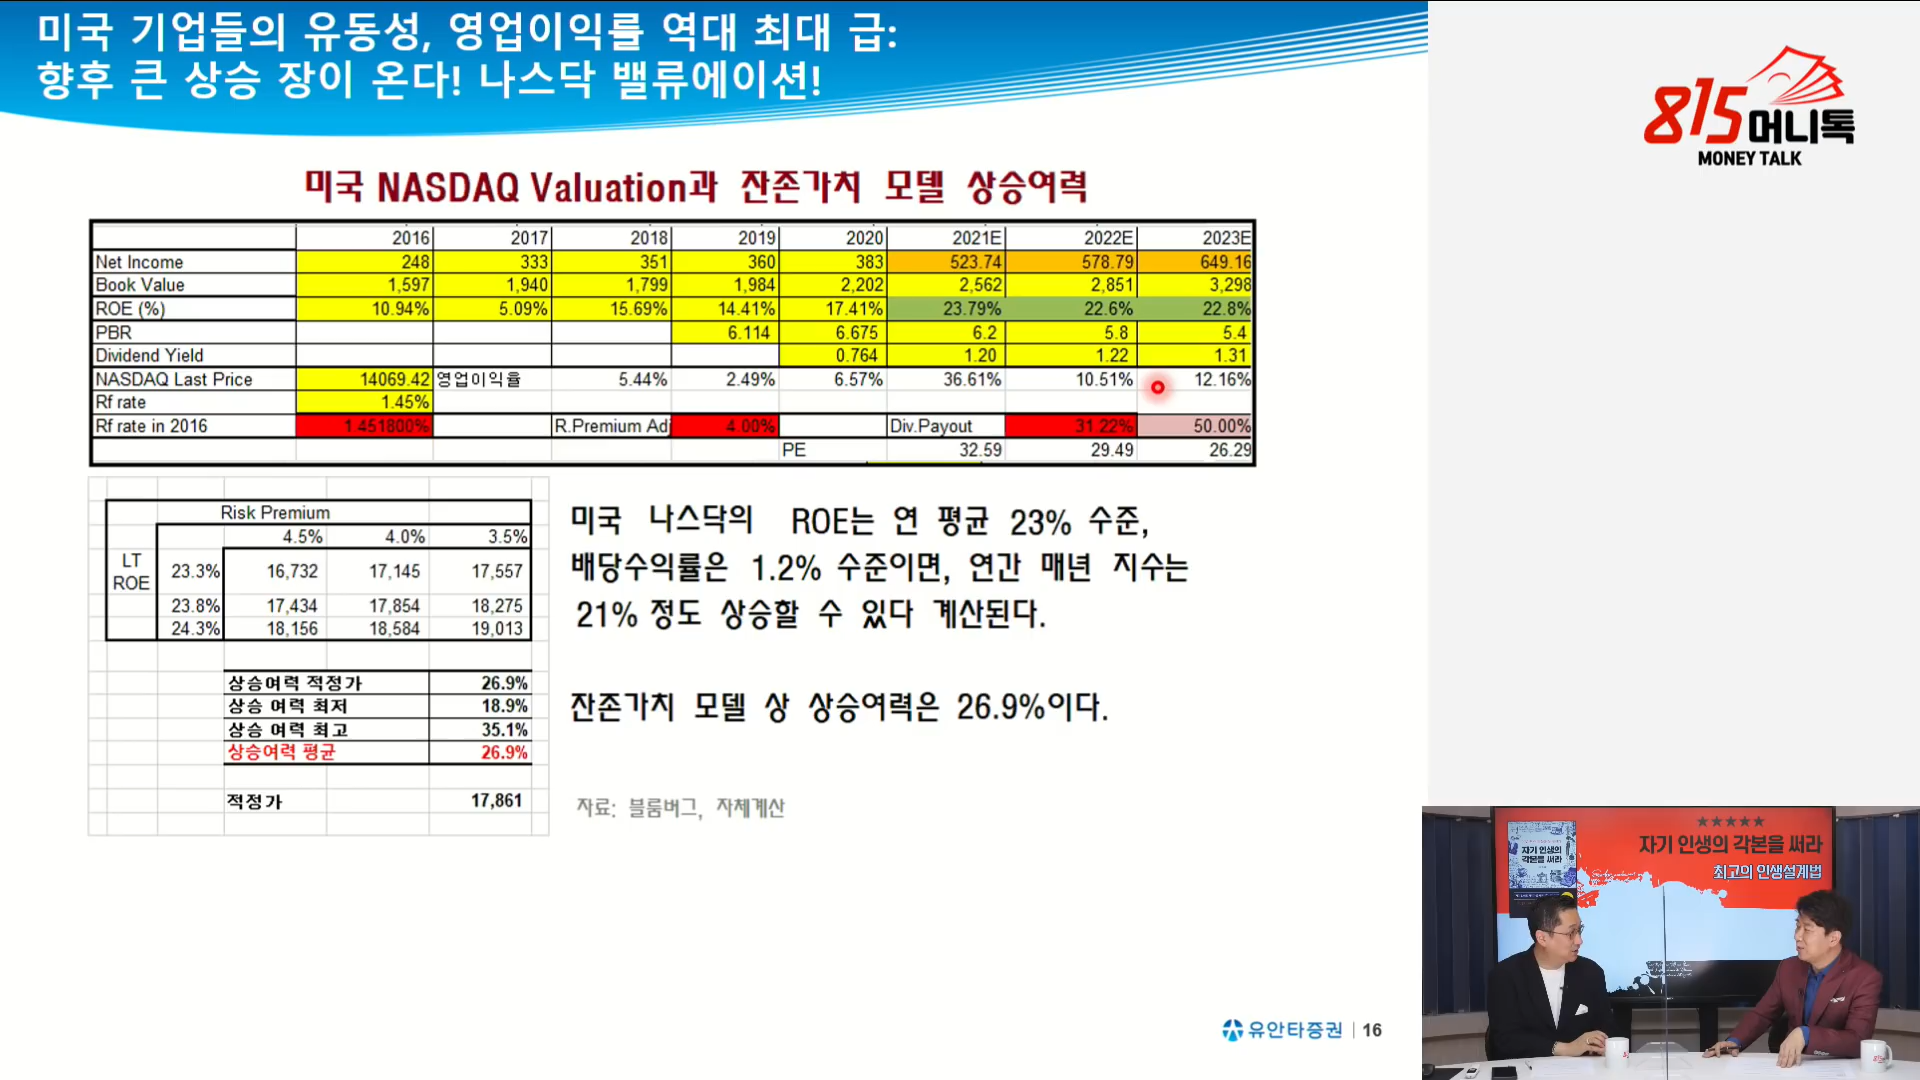 미국 기업들의 유동성, 영업이익률 역대 최대 급:
향후 큰 상승 장이 온다! 나스닥 밸류에이션!
815머니톡
MONEY TALK
미국 NASDAQ Valuation과 잔존가치 모델 상승여력
2016 2017 2018 2019 2020 2021E 2022E 2023E
Net Income 248 333 351 360 383 523.74 578.79 649.16
Book Value 1,597 1,940 1,799 1,984 2,202 2,562 2,851 3,298
ROE (%) 10.94% 5.09% 15.69% 14.41% 17.41% 23.79% 22.6% 22.8%
PBR 6.114 6.675 6.2 5.8 5.4
Dividend Yield 0.764 1.20 1.22 1.31
NASDAQ Last Price 14069.42 영업이익율 5.44% 2.49% 6.57% 36.61% 10.51% 12.16%
Rf rate 1.45%
Rf rate in 2016 1.451800% R.Premium Adj 4.00% Div.Payout 31.22% 50.00%
PE 32.59 29.49 26.29
Risk Premium
4.5% 4.0% 3.5%
LT
ROE
23.3% 16,732 17,145 17,557
23.8% 17,434 17,854 18,275
24.3% 18,156 18,584 19,013
상승여력 적정가 26.9%
상승 여력 최저 18.9%
상승 여력 최고 35.1%
상승여력 평균 26.9%
적정가 17,861
미국 나스닥의 ROE는 연 평균 23% 수준,
배당수익률은 1.2% 수준이면, 연간 매년 지수는
21% 정도 상승할 수 있다 계산된다.
잔존가치 모델 상 상승여력은 26.9%이다.
자료: 블룸버그, 자체계산
유안타증권 16
자기 인생의 각본을 써라
최고의 인생설계법
자기 인생의
각본을 써라